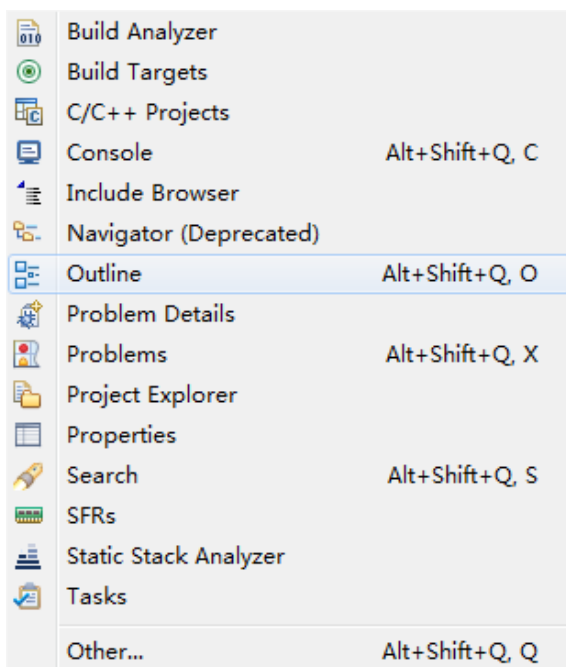 Build Analyzer
Build Targets
C/C++ Projects
Console Alt+Shift+Q, C
Include Browser
Navigator (Deprecated)
Outline Alt+Shift+Q, O
Problem Details
Problems Alt+Shift+Q, X
Project Explorer
Properties
Search Alt+Shift+Q, S
SFRs
Static Stack Analyzer
Tasks
Other... Alt+Shift+Q, Q